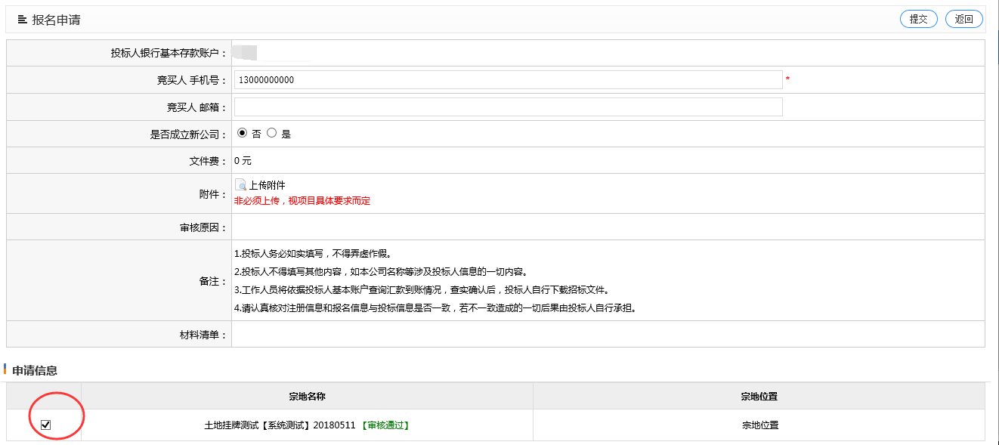 报名申请 提交 返回
投标人银行基本存款账户：
竞买人 手机号： 13000000000 *
竞买人 邮箱：
是否成立新公司： 否 是
文件费： 0 元
附件： 上传附件
非必须上传，视项目具体要求而定
审核原因：
备注：
1.投标人务必如实填写，不得弄虚作假。
2.投标人不得填写其他内容，如本公司名称等涉及投标人信息的一切内容。
3.工作人员将依据投标人基本账户查询汇款到账情况，查实确认后，投标人自行下载招标文件。
4.请认真核对注册信息和报名信息与投标信息是否一致，若不一致造成的一切后果由投标人自行承担。
材料清单：
申请信息
宗地名称 宗地位置
土地挂牌测试【系统测试】20180511 【审核通过】 宗地位置